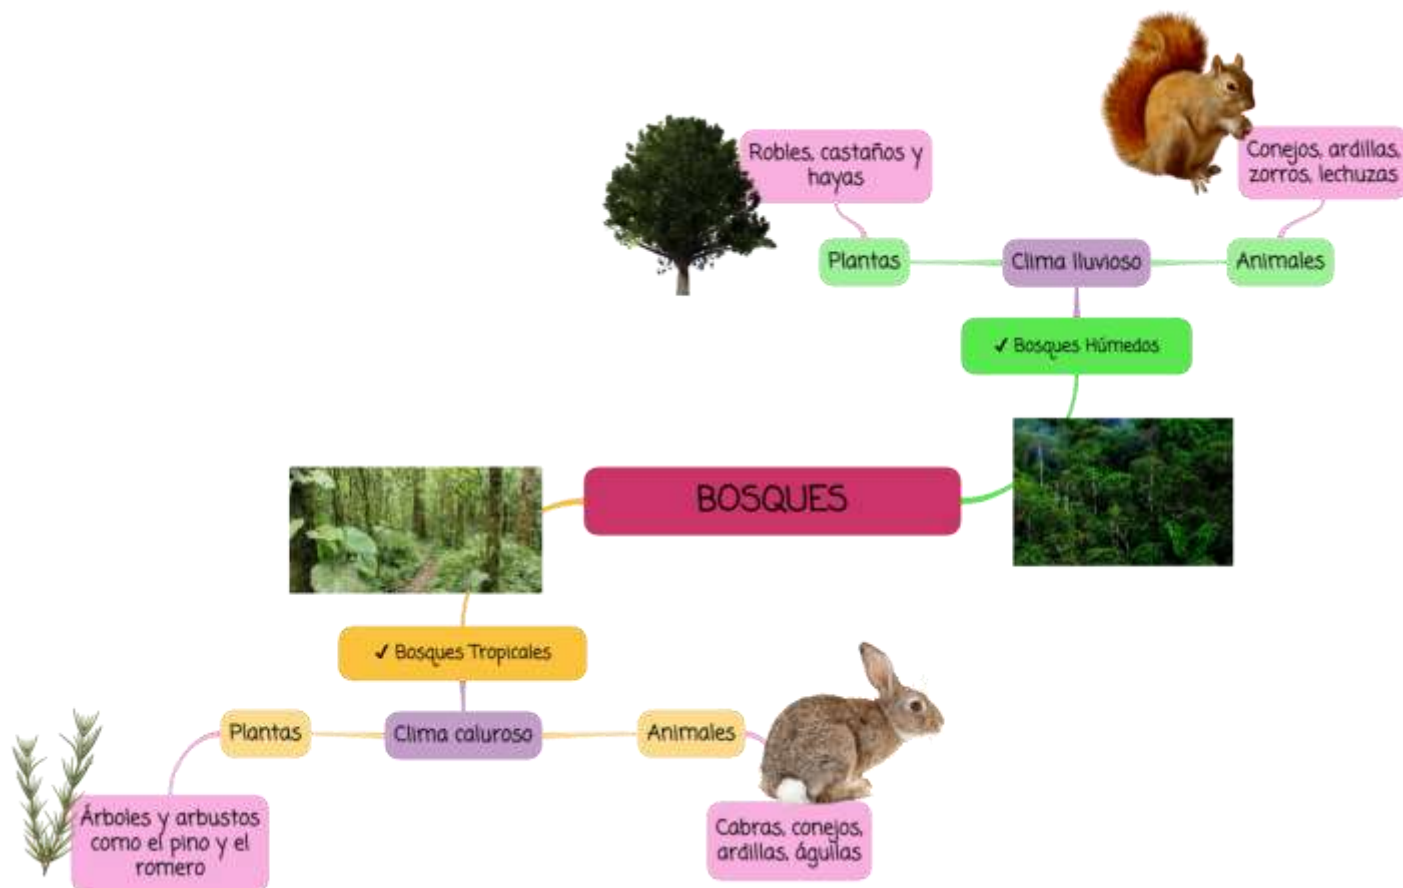 Robles, castaños y
hayas
Conejos, ardillas,
zorros, lechuzas
Plantas
Clima lluvioso
Animales
✓ Bosques Húmedos
BOSQUES
✓ Bosques Tropicales
Plantas
Clima caluroso
Animales
Árboles y arbustos
como el pino y el
romero
Cabras, conejos,
ardillas, águilas